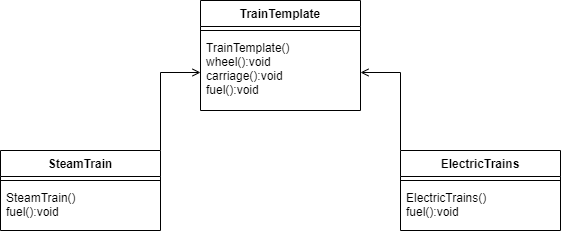 TrainTemplate
TrainTemplate()
wheel():void
carriage():void
fuel():void
SteamTrain
SteamTrain()
fuel():void
ElectricTrains
ElectricTrains()
fuel():void